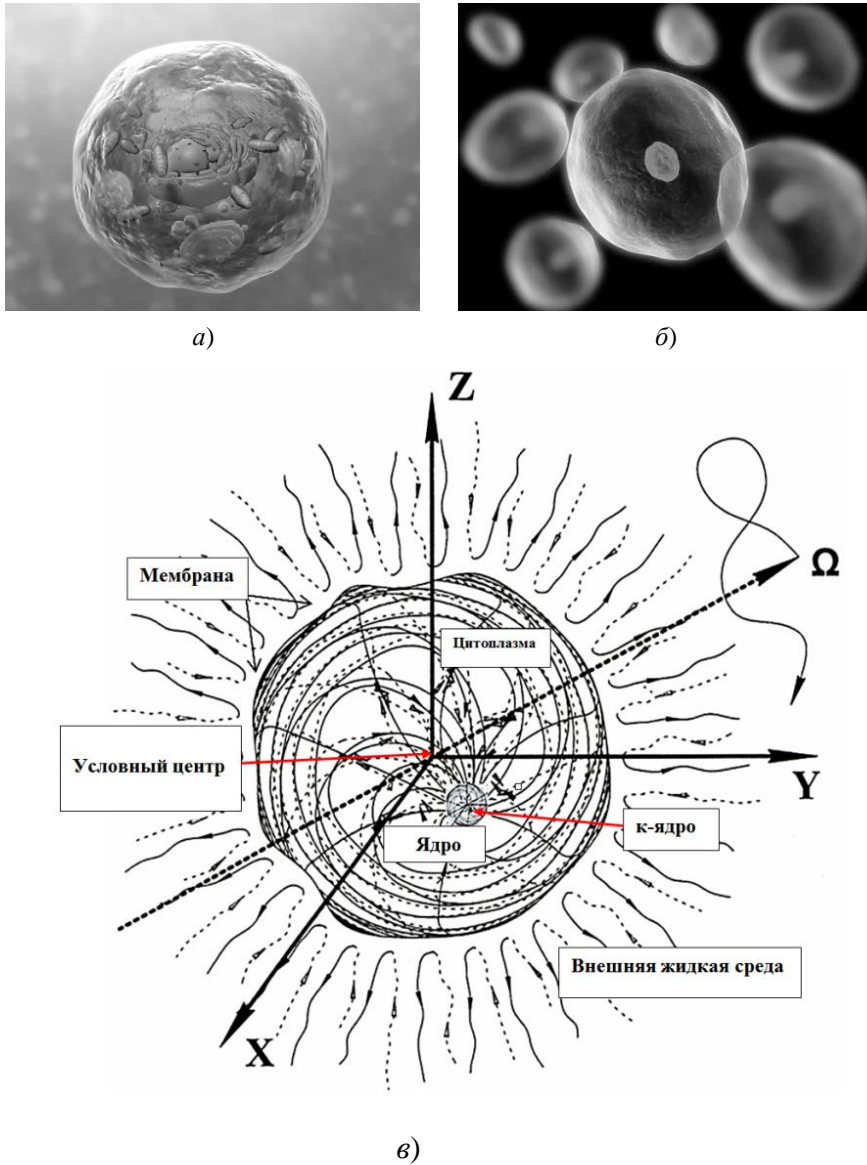 а)
б)
Z
Ω
Мембрана
Цитоплазма
Условный центр
Y
Ядро
к-ядро
Внешняя жидкая среда
X
в)